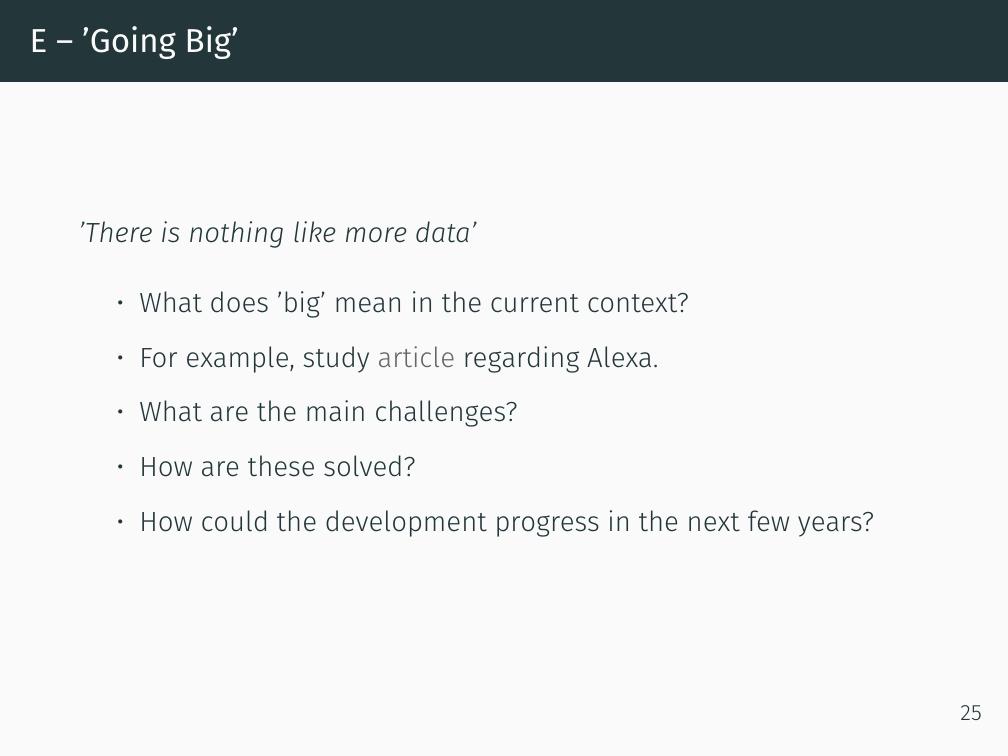 E – ’Going Big’
’There is nothing like more data’
• What does ’big’ mean in the current context?
• For example, study article regarding Alexa.
• What are the main challenges?
• How are these solved?
• How could the development progress in the next few years?
25